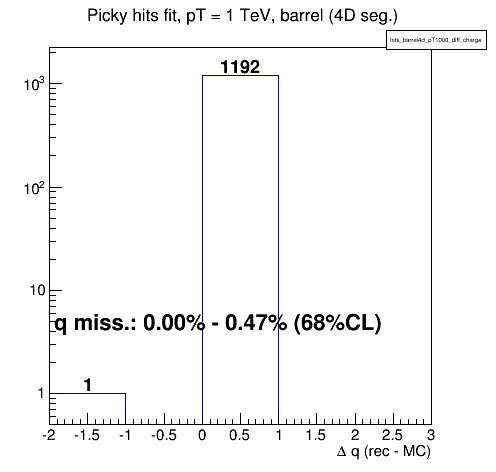 Picky hits fit, pT = 1 TeV, barrel (4D seg.)
hits_barrel4d_pT1000_diff_charge
1192
10³
10²
10
q miss.: 0.00% - 0.47% (68%CL)
1
1
-2 -1.5 -1 -0.5 0 0.5 1 1.5 2 2.5 3
Δ q (rec - MC)